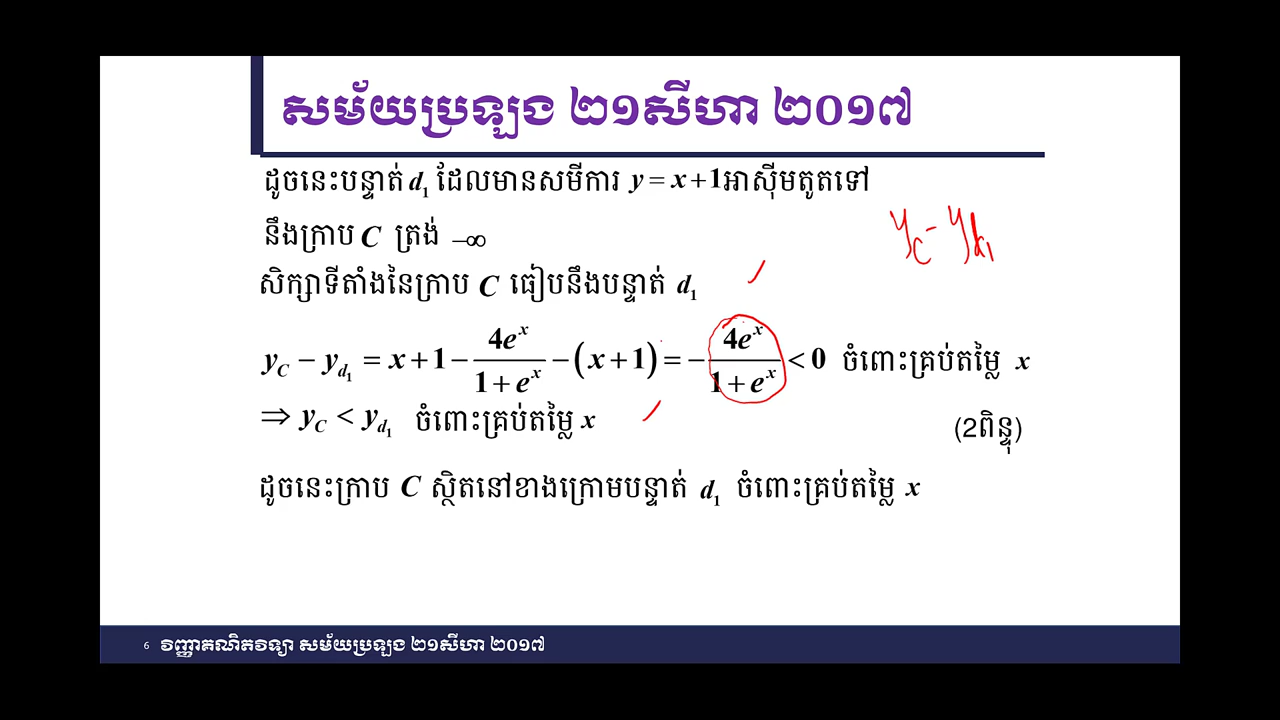 សម័យប្រឡង ២១សីហា ២០១៧
ដូចនេះបន្ទាត់ d₁ ដែលមានសមីការ y = x + 1 អាស៊ីមតូតទៅ
នឹងក្រាប C ត្រង់ −∞
y_C − y_{d₁}
សិក្សាទីតាំងនៃក្រាប C ធៀបនឹងបន្ទាត់ d₁
y_C − y_{d₁} = x + 1 − 4eˣ/(1 + eˣ) − (x + 1) = − 4eˣ/(1 + eˣ) < 0 ចំពោះគ្រប់តម្លៃ x
⇒ y_C < y_{d₁} ចំពោះគ្រប់តម្លៃ x (2ពិន្ទុ)
ដូចនេះក្រាប C ស្ថិតនៅខាងក្រោមបន្ទាត់ d₁ ចំពោះគ្រប់តម្លៃ x
6 វិញ្ញាគណិតវិទ្យា សម័យប្រឡង ២១សីហា ២០១៧